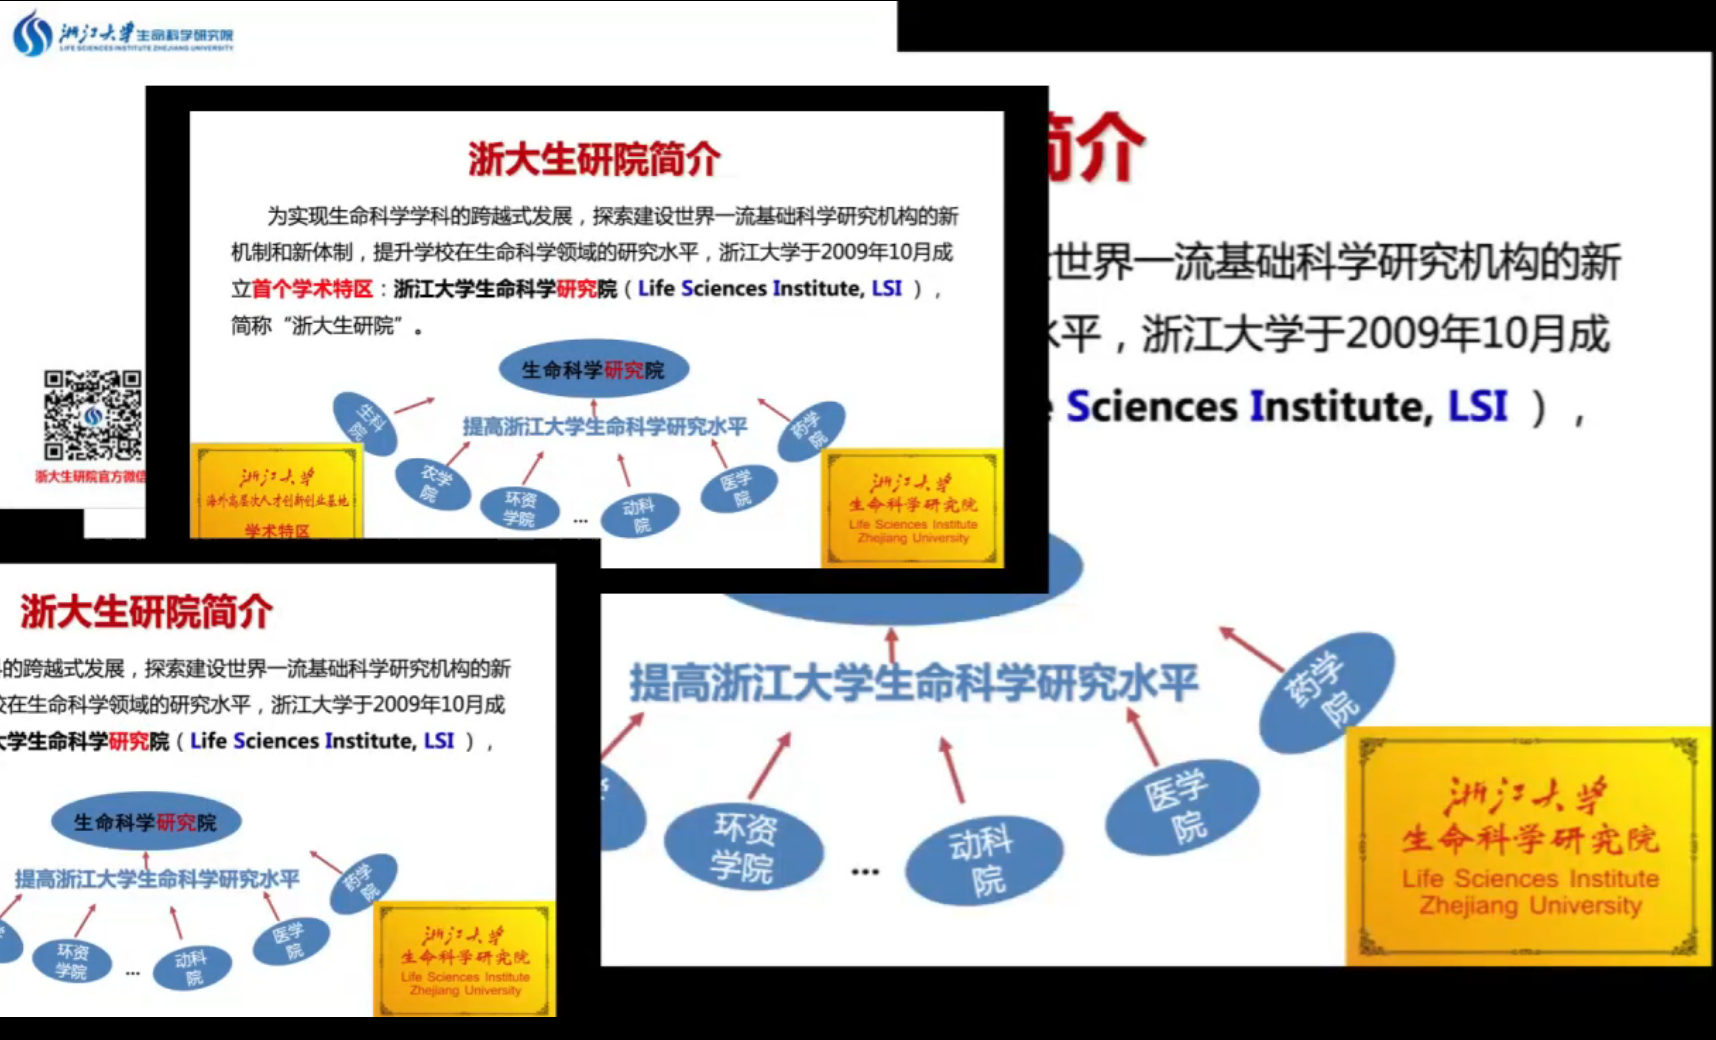 浙江大学生命科学研究院
LIFE SCIENCES INSTITUTE ZHEJIANG UNIVERSITY
浙大生研院官方微信
浙大生研院简介
为实现生命科学学科的跨越式发展，探索建设世界一流基础科学研究机构的新
机制和新体制，提升学校在生命科学领域的研究水平，浙江大学于2009年10月成
立首个学术特区：浙江大学生命科学研究院（Life Sciences Institute, LSI ），
简称“浙大生研院”。
生命科学研究院
提高浙江大学生命科学研究水平
生科
院
农学
院
环资
学院
...
动科
院
医学
院
药学
院
浙江大学
海外高层次人才创新创业基地
学术特区
浙江大学
生命科学研究院
Life Sciences Institute
Zhejiang University
简介
世界一流基础科学研究机构的新
水平，浙江大学于2009年10月成
Sciences Institute, LSI ），
提高浙江大学生命科学研究水平
环资
学院
...
动科
院
医学
院
药学
院
浙江大学
生命科学研究院
Life Sciences Institute
Zhejiang University
浙大生研院简介
的跨越式发展，探索建设世界一流基础科学研究机构的新
在生命科学领域的研究水平，浙江大学于2009年10月成
大学生命科学研究院（Life Sciences Institute, LSI ），
生命科学研究院
提高浙江大学生命科学研究水平
环资
学院
...
动科
院
医学
院
药学
院
浙江大学
生命科学研究院
Life Sciences Institute
Zhejiang University